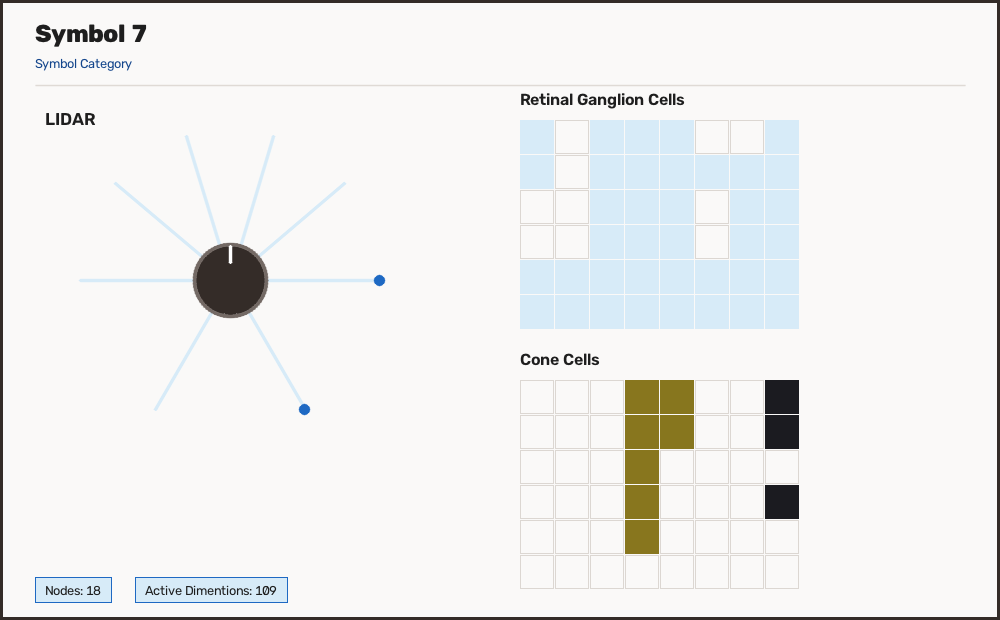 Symbol 7
Symbol Category
LIDAR
Retinal Ganglion Cells
Cone Cells
Nodes: 18
Active Dimentions: 109